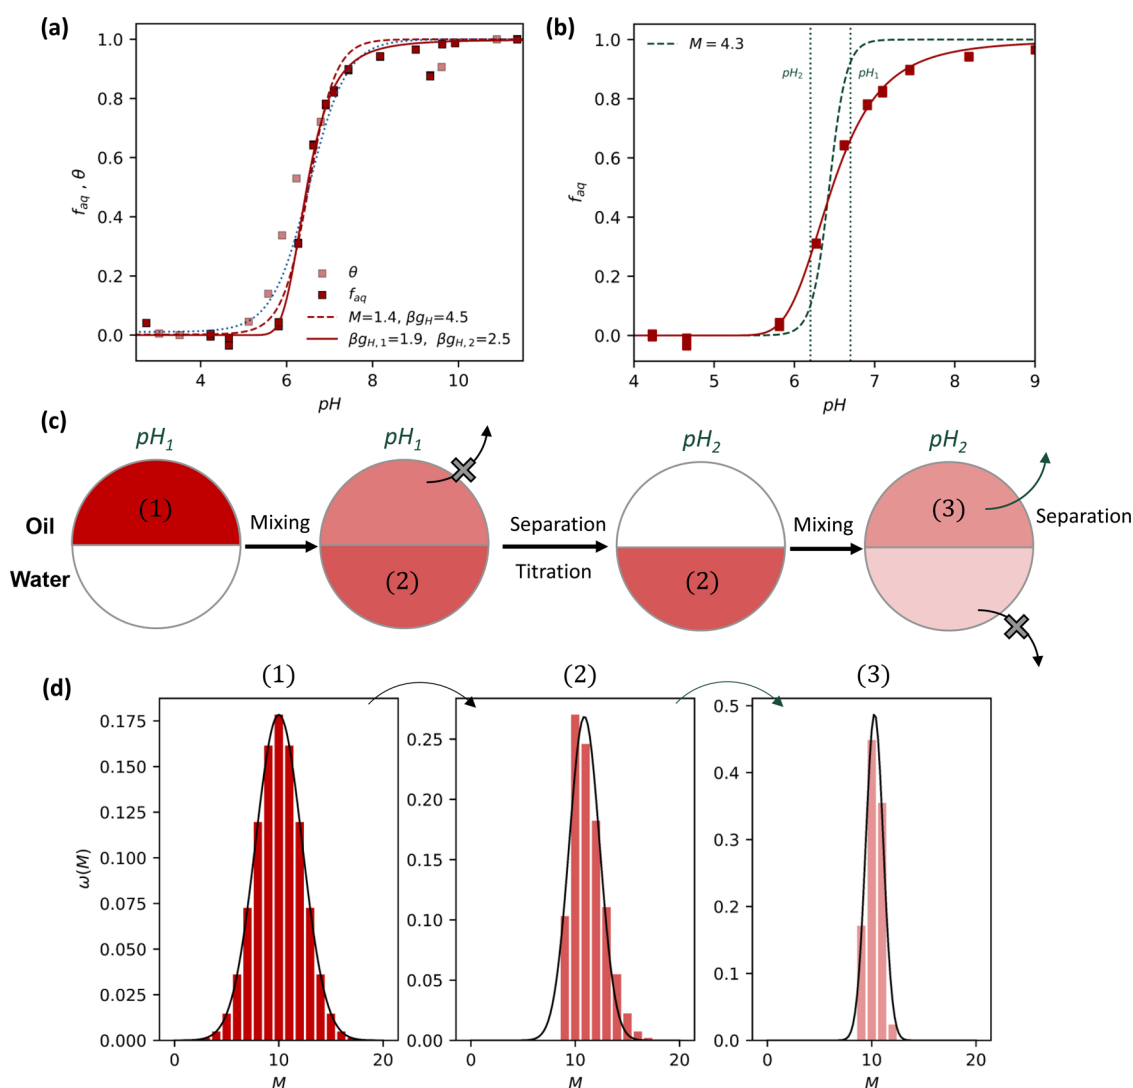 (a)
1.0
0.8
0.6
0.4
0.2
0.0
f_aq , θ
θ
f_aq
M=1.4, βg_H=4.5
βg_H,1=1.9, βg_H,2=2.5
4 6 8 10
pH
(b)
1.0
0.8
0.6
0.4
0.2
0.0
f_aq
M = 4.3
pH₂
pH₁
4 5 6 7 8 9
pH
(c)
pH₁ pH₁ pH₂ pH₂
Oil
Water
(1)
Mixing
(2)
Separation
Titration
(2)
Mixing
(3)
Separation
(d)
(1)
0.175
0.150
0.125
0.100
0.075
0.050
0.025
0.000
ω(M)
0 10 20
M
(2)
0.25
0.20
0.15
0.10
0.05
0.00
0 10 20
M
(3)
0.5
0.4
0.3
0.2
0.1
0.0
0 10 20
M